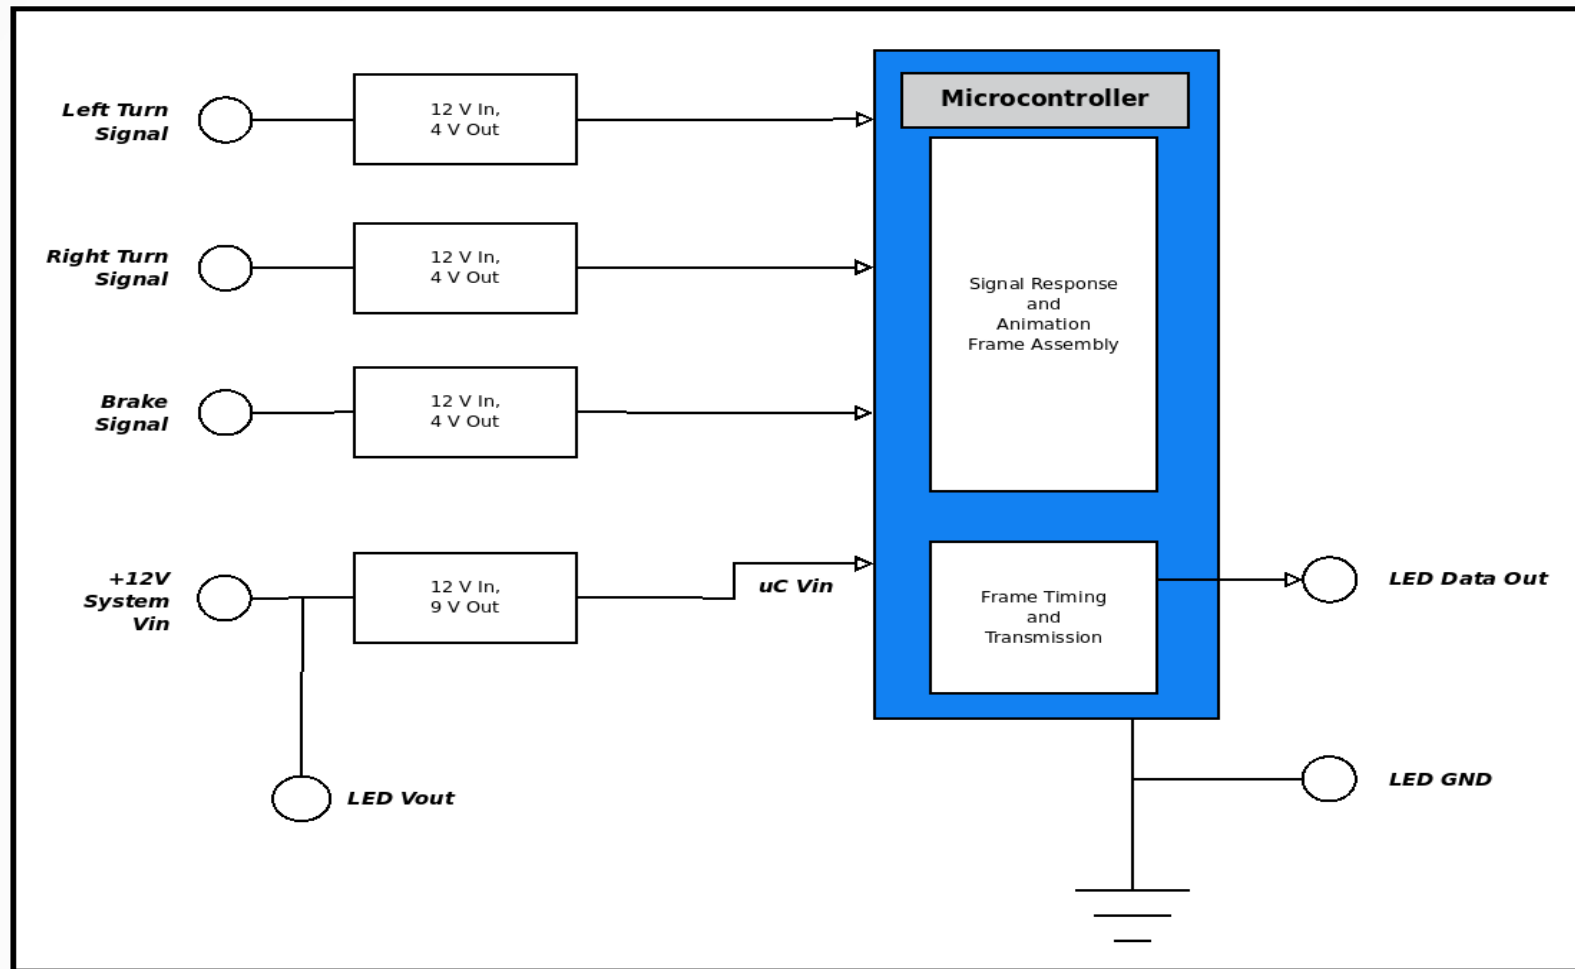 Left Turn
Signal
12 V In,
4 V Out
Microcontroller
Right Turn
Signal
12 V In,
4 V Out
Signal Response
and
Animation
Frame Assembly
Brake
Signal
12 V In,
4 V Out
+12V
System
Vin
12 V In,
9 V Out
uC Vin
Frame Timing
and
Transmission
LED Data Out
LED Vout
LED GND